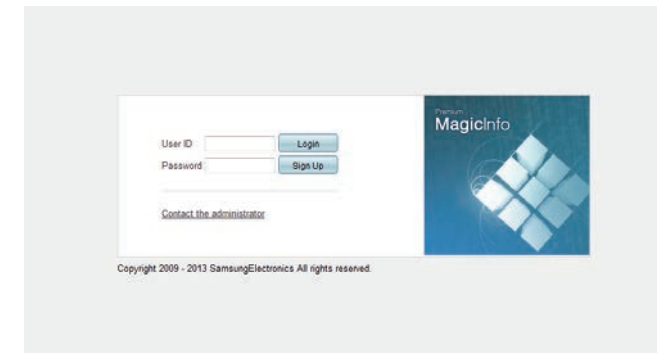 Premium
MagicInfo
User ID
Login
Password
Sign Up
Contact the administrator
Copyright 2009 - 2013 SamsungElectronics All rights reserved.